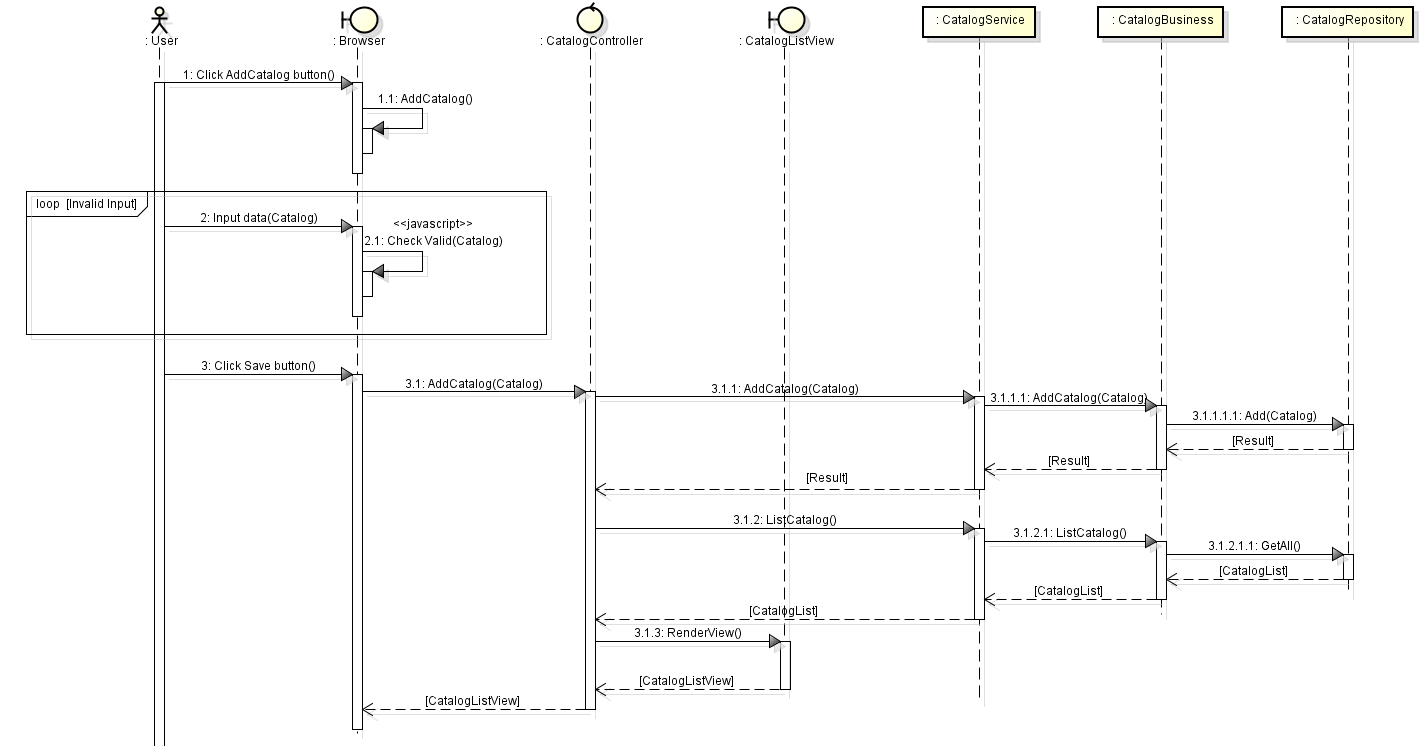 : User
: Browser
: CatalogController
: CatalogListView
: CatalogService
: CatalogBusiness
: CatalogRepository
1: Click AddCatalog button()
1.1: AddCatalog()
loop [Invalid Input]
2: Input data(Catalog)
<<javascript>>
2.1: Check Valid(Catalog)
3: Click Save button()
3.1: AddCatalog(Catalog)
3.1.1: AddCatalog(Catalog)
3.1.1.1: AddCatalog(Catalog)
3.1.1.1.1: Add(Catalog)
[Result]
[Result]
[Result]
3.1.2: ListCatalog()
3.1.2.1: ListCatalog()
3.1.2.1.1: GetAll()
[CatalogList]
[CatalogList]
[CatalogList]
3.1.3: RenderView()
[CatalogListView]
[CatalogListView]